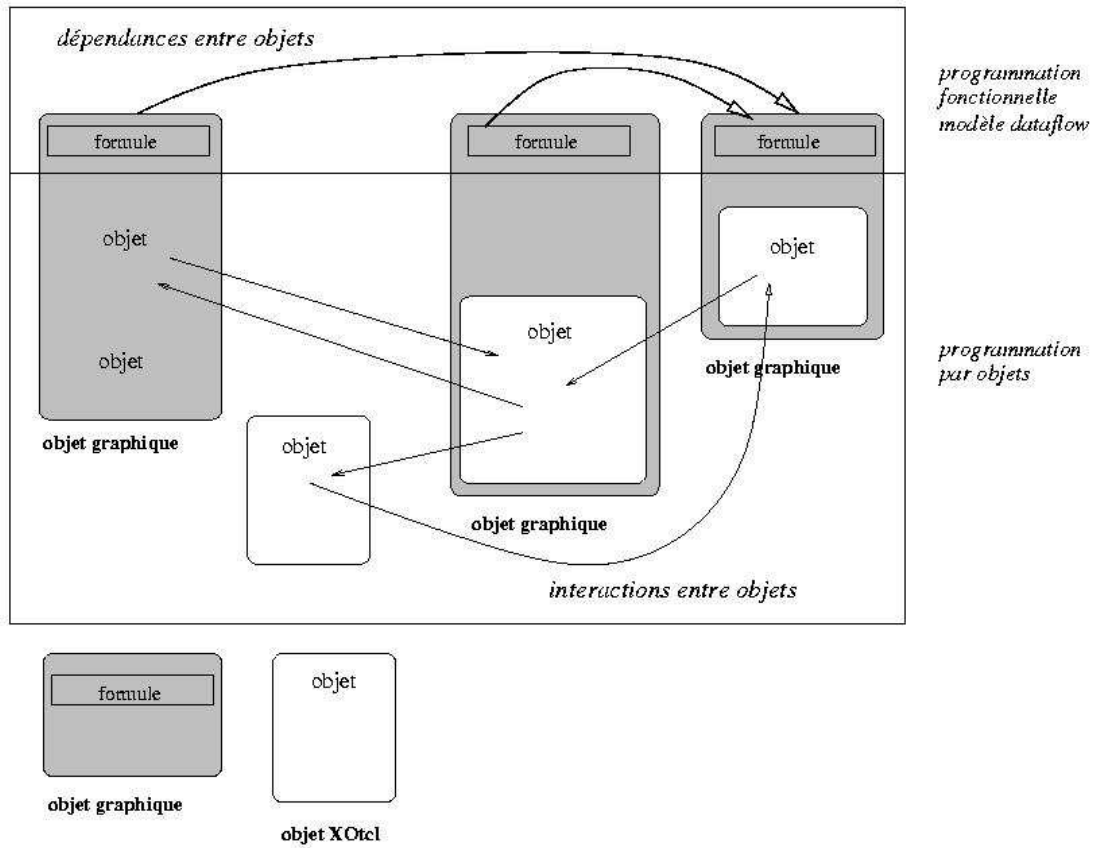 dépendances entre objets
programmation
fonctionnelle
modèle dataflow
formule
formule
formule
objet
objet
objet
objet
programmation
par objets
objet graphique
objet graphique
objet
objet graphique
interactions entre objets
formule
objet
objet graphique
objet XOtcl